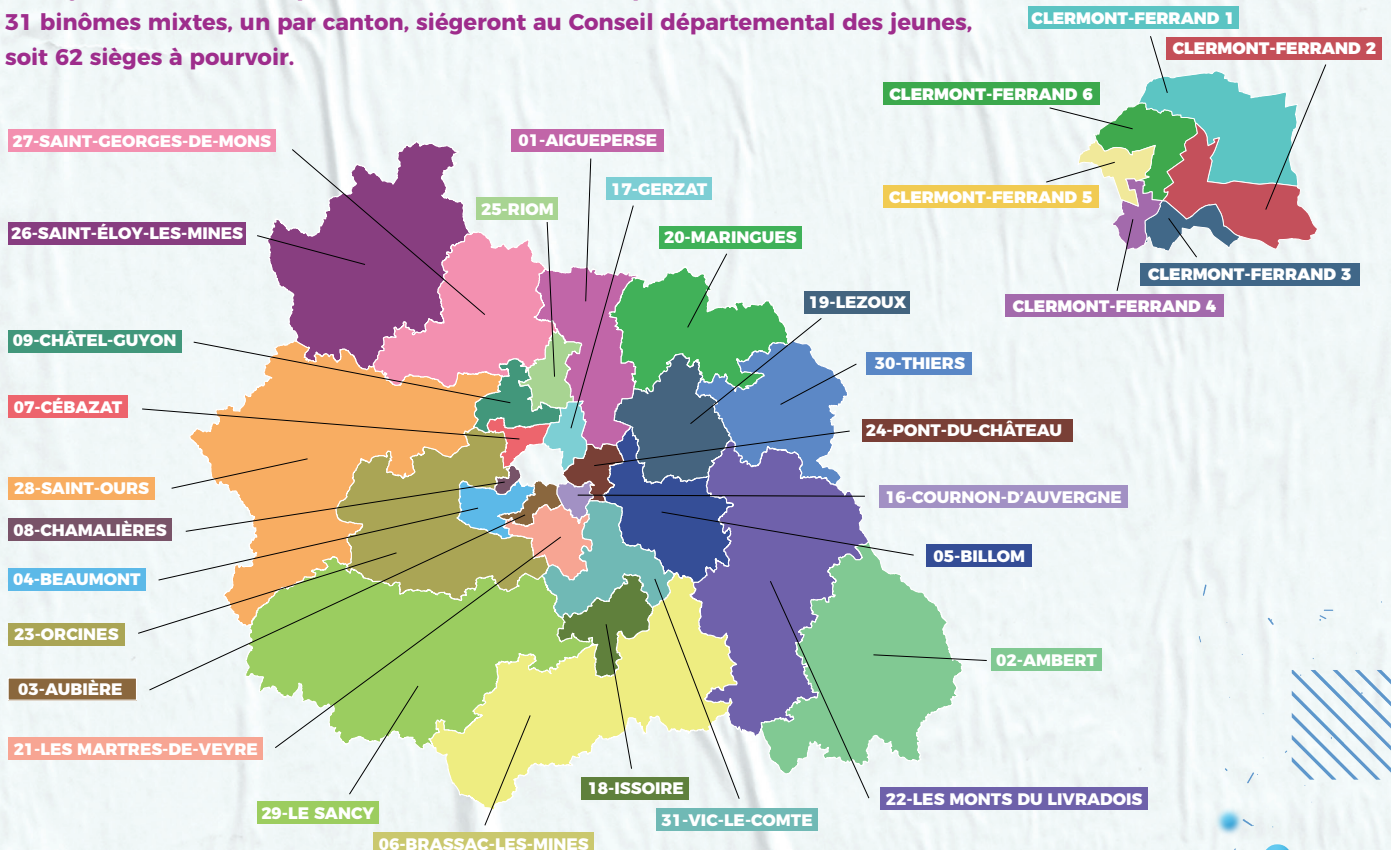 31 binômes mixtes, un par canton, siégeront au Conseil départemental des jeunes,
soit 62 sièges à pourvoir.
CLERMONT-FERRAND 1
CLERMONT-FERRAND 2
CLERMONT-FERRAND 6
CLERMONT-FERRAND 5
CLERMONT-FERRAND 3
CLERMONT-FERRAND 4
27-SAINT-GEORGES-DE-MONS
01-AIGUEPERSE
17-GERZAT
25-RIOM
26-SAINT-ÉLOY-LES-MINES
20-MARINGUES
19-LEZOUX
09-CHÂTEL-GUYON
30-THIERS
07-CÉBAZAT
24-PONT-DU-CHÂTEAU
28-SAINT-OURS
16-COURNON-D'AUVERGNE
08-CHAMALIÈRES
05-BILLOM
04-BEAUMONT
23-ORCINES
02-AMBERT
03-AUBIÈRE
21-LES MARTRES-DE-VEYRE
18-ISSOIRE
22-LES MONTS DU LIVRADOIS
29-LE SANCY
31-VIC-LE-COMTE
06-BRASSAC-LES-MINES